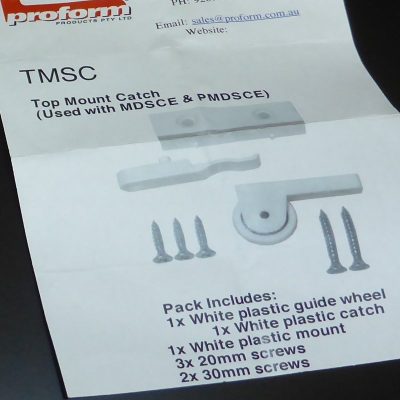 proform
PRODUCTS PTY LTD
Email: sales@proform.com.au
Website:
TMSC
Top Mount Catch
(Used with MDSCE & PMDSCE)
Pack Includes:
1x White plastic guide wheel
1x White plastic catch
1x White plastic mount
3x 20mm screws
2x 30mm screws